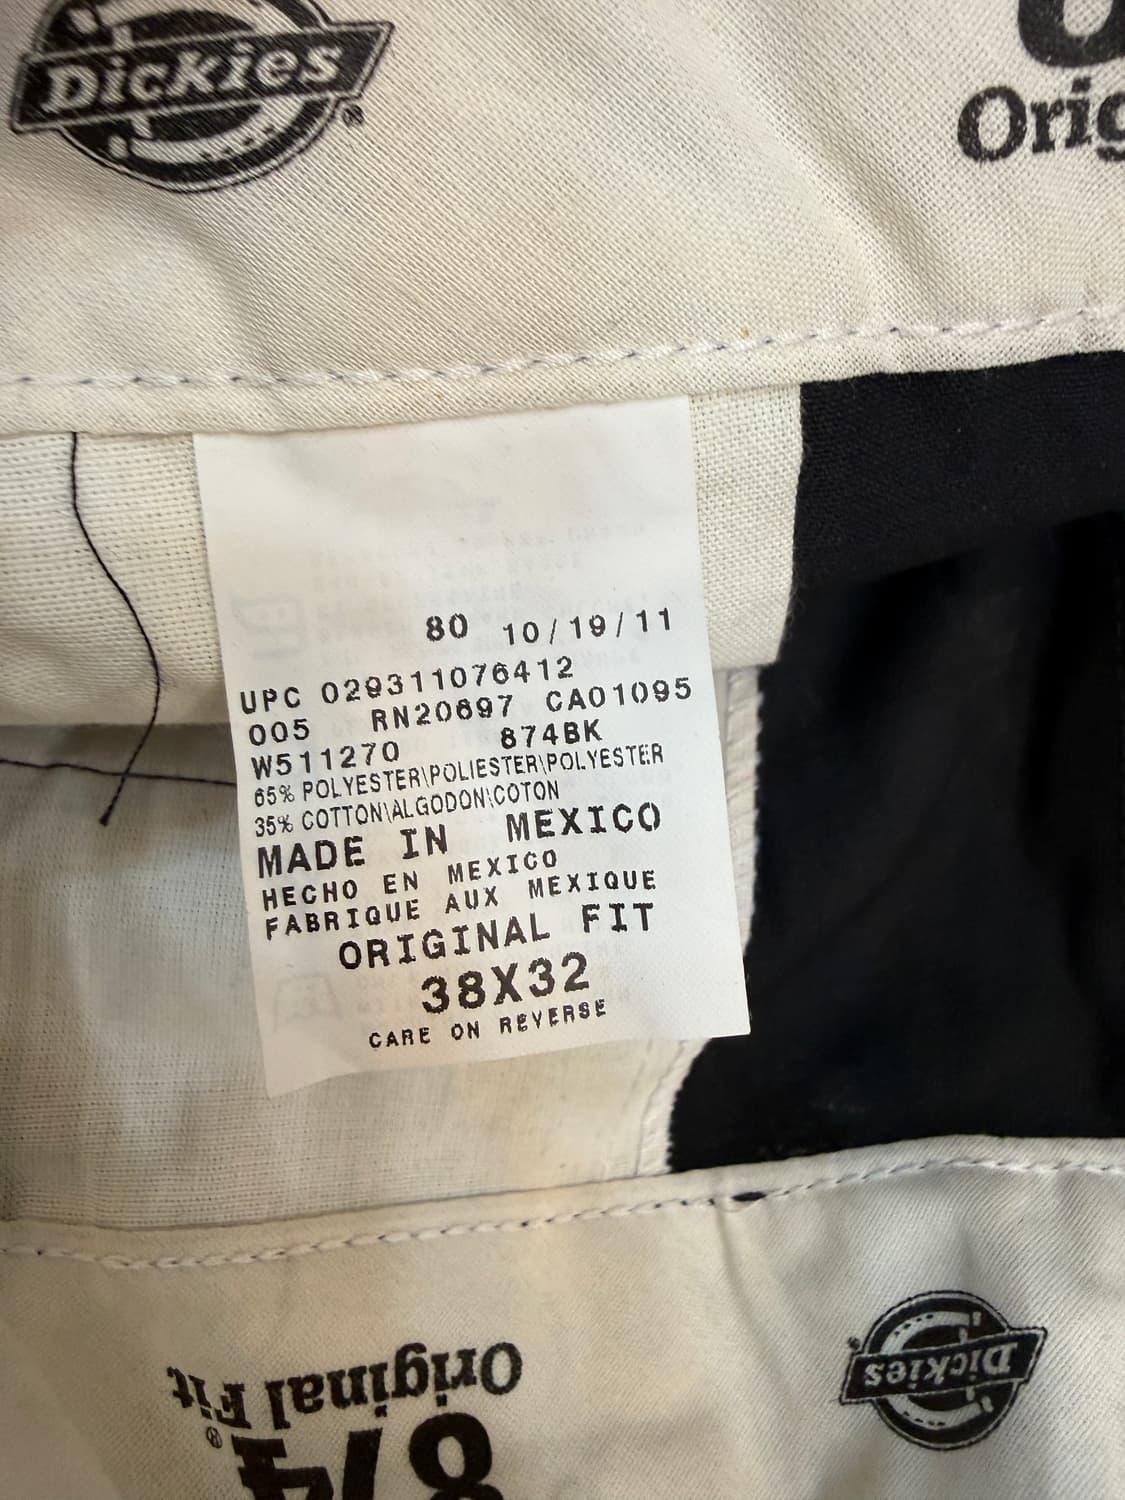 Dickies®
Orig
80 10/19/11
UPC 029311076412
005 RN20697 CA01095
W511270 874BK
65% POLYESTER\POLIESTER\POLYESTER
35% COTTON\ALGODON\COTON
MADE IN MEXICO
HECHO EN MEXICO
FABRIQUE AUX MEXIQUE
ORIGINAL FIT
38X32
CARE ON REVERSE
Dickies®
874®
Original Fit